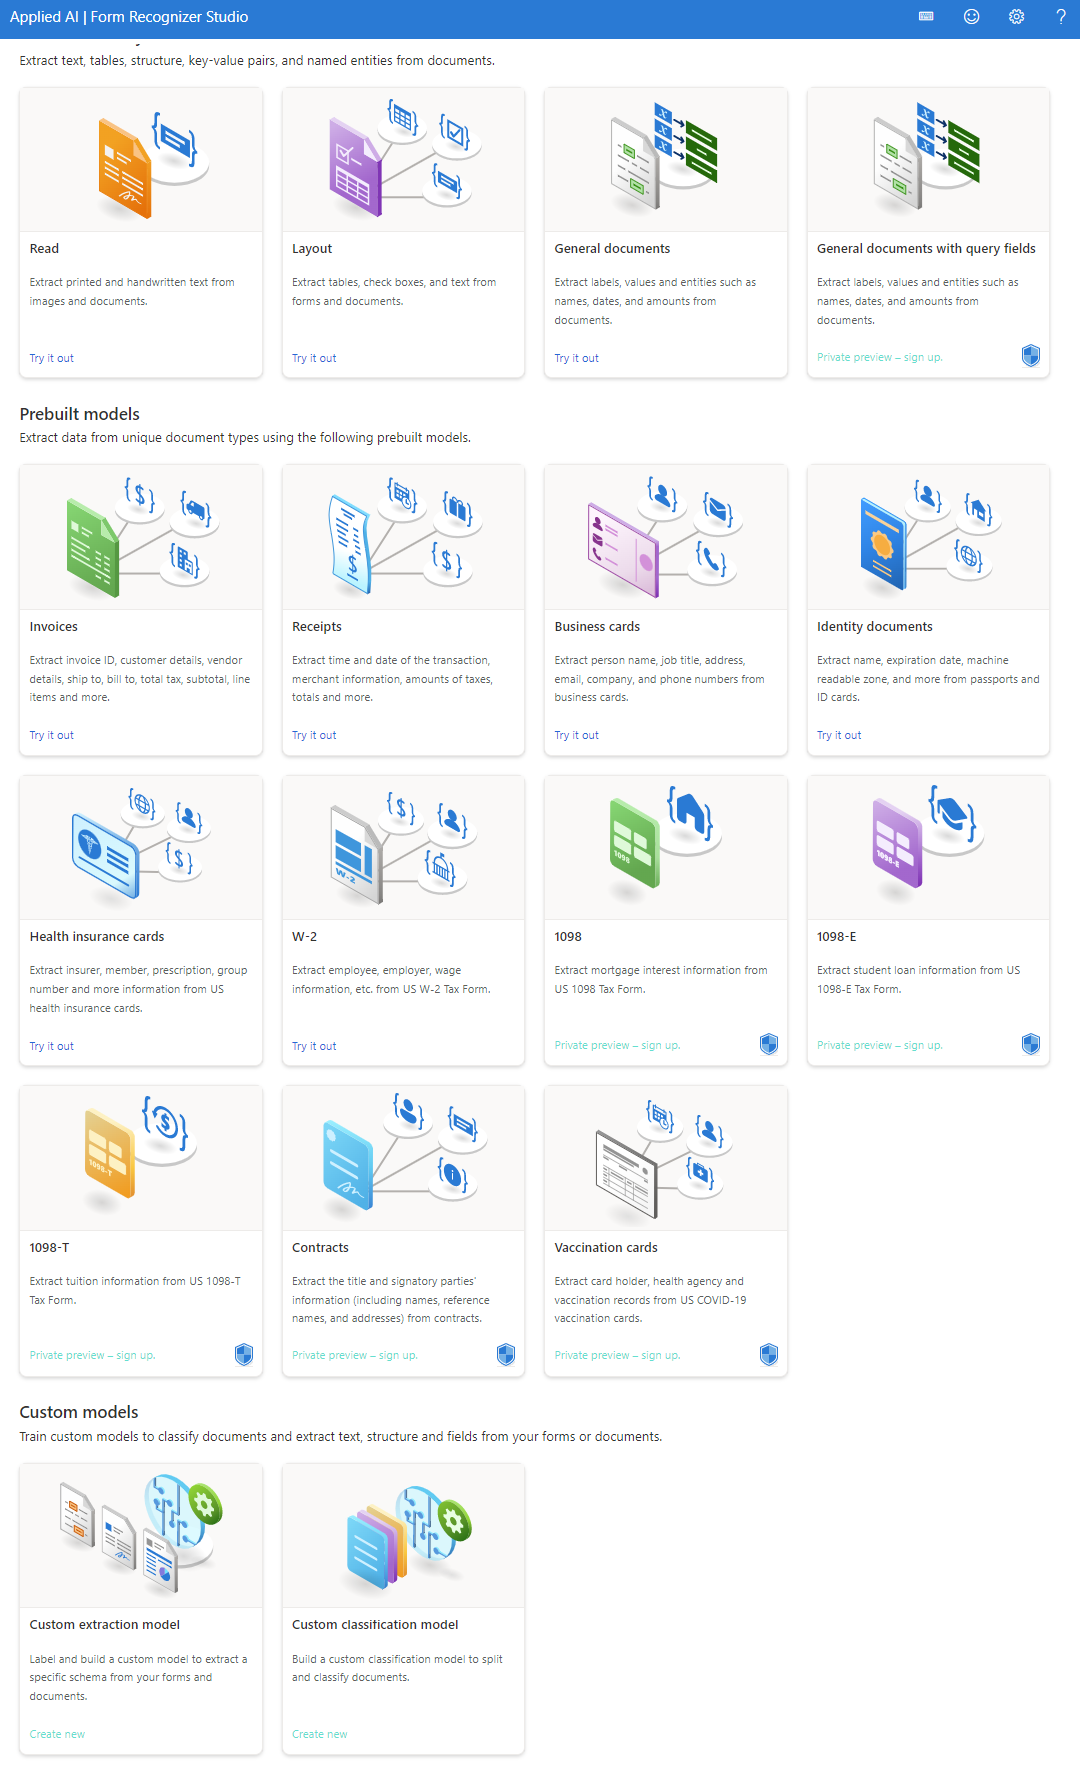 Applied AI | Form Recognizer Studio
Extract text, tables, structure, key-value pairs, and named entities from documents.
Read
Extract printed and handwritten text from
images and documents.
Try it out
Layout
Extract tables, check boxes, and text from
forms and documents.
Try it out
General documents
Extract labels, values and entities such as
names, dates, and amounts from
documents.
Try it out
General documents with query fields
Extract labels, values and entities such as
names, dates, and amounts from
documents.
Private preview – sign up.
Prebuilt models
Extract data from unique document types using the following prebuilt models.
Invoices
Extract invoice ID, customer details, vendor
details, ship to, bill to, total tax, subtotal, line
items and more.
Try it out
Receipts
Extract time and date of the transaction,
merchant information, amounts of taxes,
totals and more.
Try it out
Business cards
Extract person name, job title, address,
email, company, and phone numbers from
business cards.
Try it out
Identity documents
Extract name, expiration date, machine
readable zone, and more from passports and
ID cards.
Try it out
Health insurance cards
Extract insurer, member, prescription, group
number and more information from US
health insurance cards.
Try it out
W-2
W-2
Extract employee, employer, wage
information, etc. from US W-2 Tax Form.
Try it out
1098
1098
Extract mortgage interest information from
US 1098 Tax Form.
Private preview – sign up.
1098-E
1098-E
Extract student loan information from US
1098-E Tax Form.
Private preview – sign up.
1098-T
1098-T
Extract tuition information from US 1098-T
Tax Form.
Private preview – sign up.
Contracts
Extract the title and signatory parties'
information (including names, reference
names, and addresses) from contracts.
Private preview – sign up.
Vaccination cards
Extract card holder, health agency and
vaccination records from US COVID-19
vaccination cards.
Private preview – sign up.
Custom models
Train custom models to classify documents and extract text, structure and fields from your forms or documents.
Custom extraction model
Label and build a custom model to extract a
specific schema from your forms and
documents.
Create new
Custom classification model
Build a custom classification model to split
and classify documents.
Create new